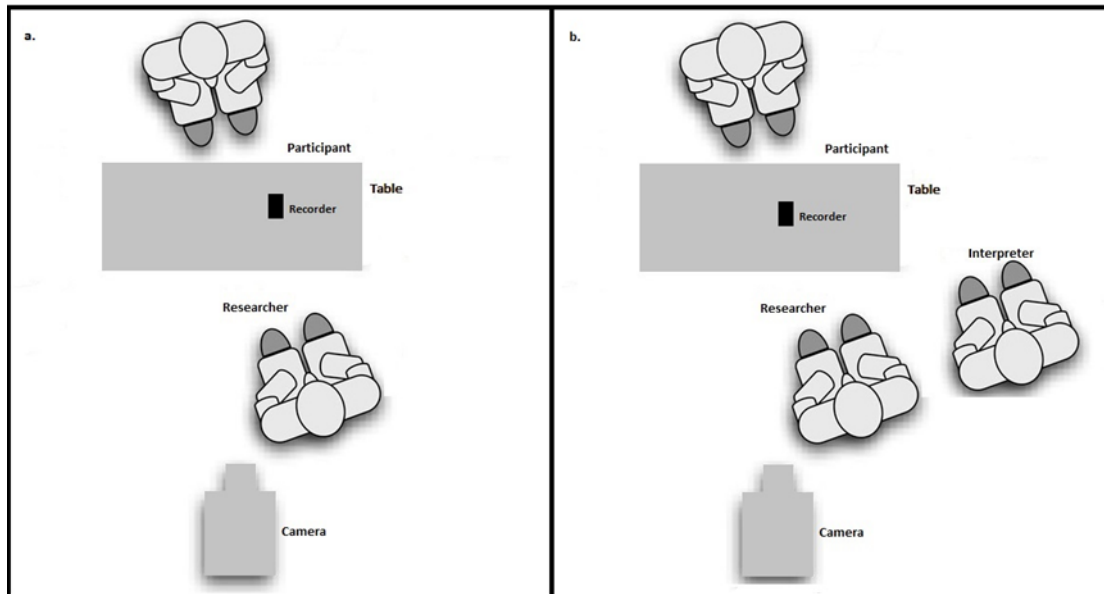 a.
Participant
Table
Recorder
Researcher
Camera
b.
Participant
Table
Recorder
Interpreter
Researcher
Camera